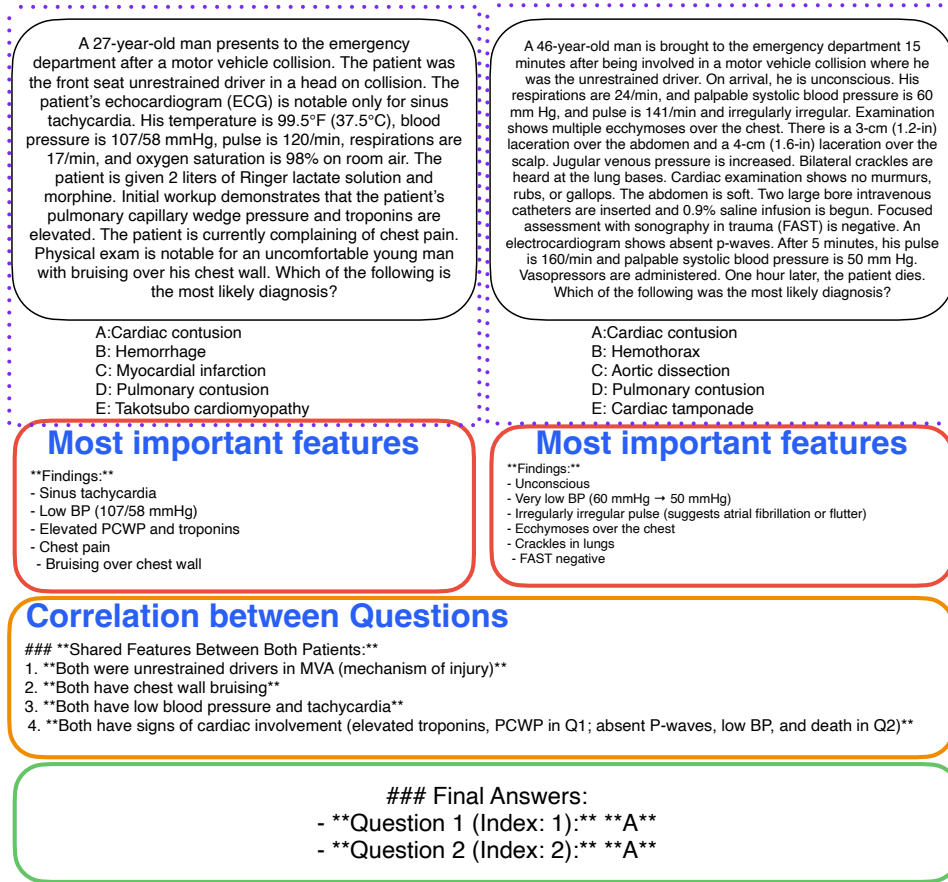 A 27-year-old man presents to the emergency
department after a motor vehicle collision. The patient was
the front seat unrestrained driver in a head on collision. The
patient's echocardiogram (ECG) is notable only for sinus
tachycardia. His temperature is 99.5°F (37.5°C), blood
pressure is 107/58 mmHg, pulse is 120/min, respirations are
17/min, and oxygen saturation is 98% on room air. The
patient is given 2 liters of Ringer lactate solution and
morphine. Initial workup demonstrates that the patient's
pulmonary capillary wedge pressure and troponins are
elevated. The patient is currently complaining of chest pain.
Physical exam is notable for an uncomfortable young man
with bruising over his chest wall. Which of the following is
the most likely diagnosis?
A:Cardiac contusion
B: Hemorrhage
C: Myocardial infarction
D: Pulmonary contusion
E: Takotsubo cardiomyopathy
A 46-year-old man is brought to the emergency department 15
minutes after being involved in a motor vehicle collision where he
was the unrestrained driver. On arrival, he is unconscious. His
respirations are 24/min, and palpable systolic blood pressure is 60
mm Hg, and pulse is 141/min and irregularly irregular. Examination
shows multiple ecchymoses over the chest. There is a 3-cm (1.2-in)
laceration over the abdomen and a 4-cm (1.6-in) laceration over the
scalp. Jugular venous pressure is increased. Bilateral crackles are
heard at the lung bases. Cardiac examination shows no murmurs,
rubs, or gallops. The abdomen is soft. Two large bore intravenous
catheters are inserted and 0.9% saline infusion is begun. Focused
assessment with sonography in trauma (FAST) is negative. An
electrocardiogram shows absent p-waves. After 5 minutes, his pulse
is 160/min and palpable systolic blood pressure is 50 mm Hg.
Vasopressors are administered. One hour later, the patient dies.
Which of the following was the most likely diagnosis?
A:Cardiac contusion
B: Hemothorax
C: Aortic dissection
D: Pulmonary contusion
E: Cardiac tamponade
Most important features
**Findings:**
- Sinus tachycardia
- Low BP (107/58 mmHg)
- Elevated PCWP and troponins
- Chest pain
- Bruising over chest wall
Most important features
**Findings:**
- Unconscious
- Very low BP (60 mmHg → 50 mmHg)
- Irregularly irregular pulse (suggests atrial fibrillation or flutter)
- Ecchymoses over the chest
- Crackles in lungs
- FAST negative
Correlation between Questions
### **Shared Features Between Both Patients:**
1. **Both were unrestrained drivers in MVA (mechanism of injury)**
2. **Both have chest wall bruising**
3. **Both have low blood pressure and tachycardia**
4. **Both have signs of cardiac involvement (elevated troponins, PCWP in Q1; absent P-waves, low BP, and death in Q2)**
### Final Answers:
- **Question 1 (Index: 1):** **A**
- **Question 2 (Index: 2):** **A**